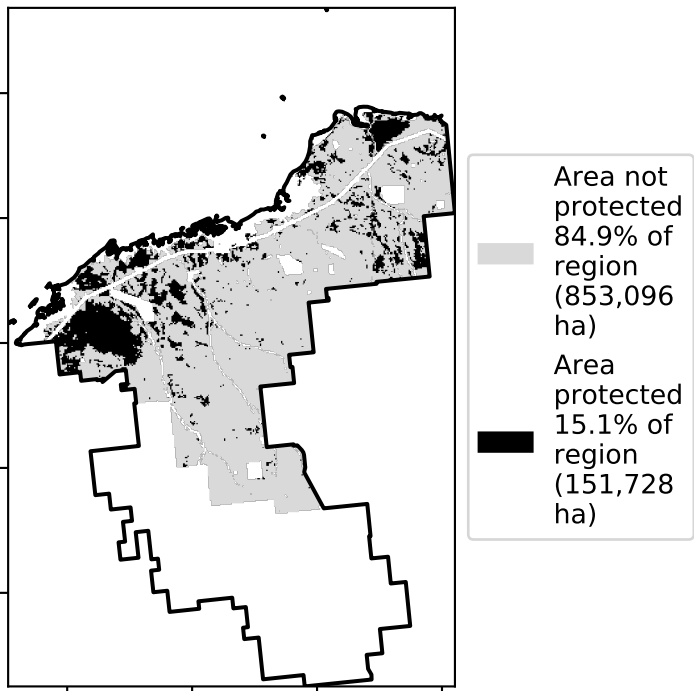 Area not
protected
84.9% of
region
(853,096
ha)
Area
protected
15.1% of
region
(151,728
ha)